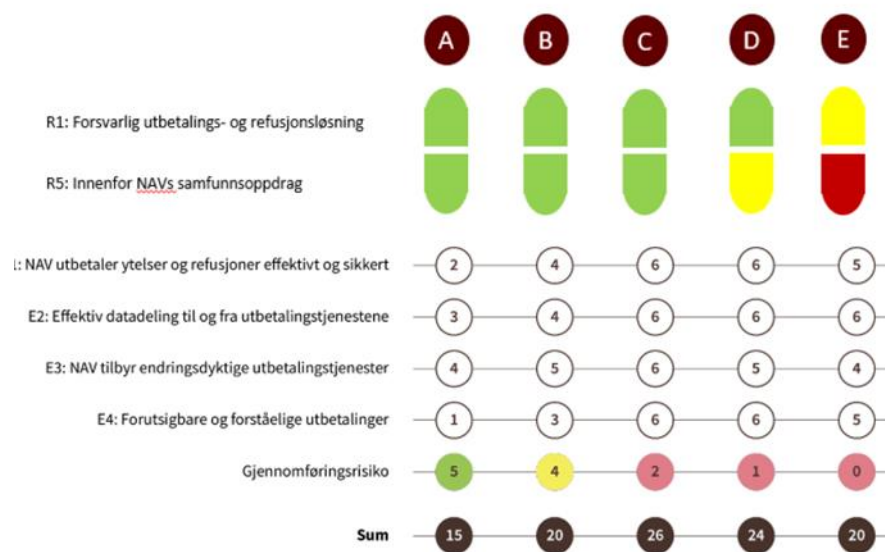 A B C D E
R1: Forsvarlig utbetalings- og refusjonsløsning
R5: Innenfor NAVs samfunnsoppdrag
: NAV utbetaler ytelser og refusjoner effektivt og sikkert 2 4 6 6 5
E2: Effektiv datadeling til og fra utbetalingstjenestene 3 4 6 6 6
E3: NAV tilbyr endringsdyktige utbetalingstjenester 4 5 6 5 4
E4: Forutsigbare og forståelige utbetalinger 1 3 6 6 5
Gjennomføringsrisiko 5 4 2 1 0
Sum 15 20 26 24 20